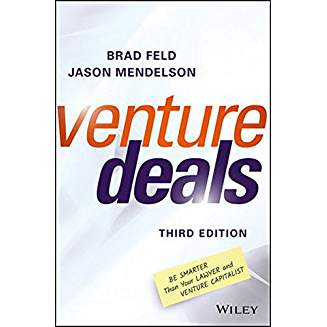 BRAD FELD
JASON MENDELSON
venture
deals
THIRD EDITION
BE SMARTER
Than Your LAWYER and
VENTURE CAPITALIST
WILEY